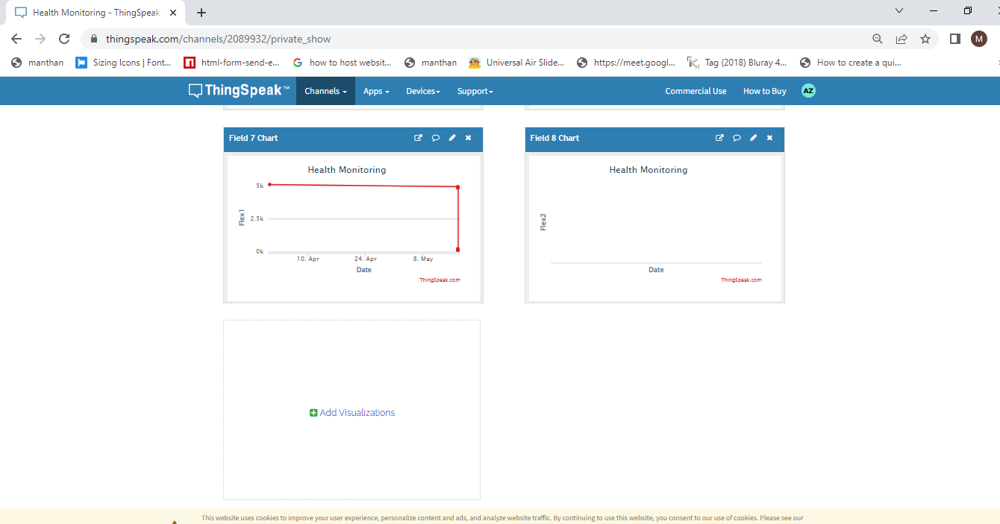 Health Monitoring - ThingSpeak
thingspeak.com/channels/2089932/private_show
M
manthan
Sizing Icons | Font...
html-form-send-e...
how to host websit...
manthan
Universal Air Slide...
https://meet.googl...
Tag (2018) Bluray 4...
How to create a qui...
ThingSpeak™
Channels
Apps
Devices
Support
Commercial Use
How to Buy
AZ
Field 7 Chart
Health Monitoring
Flex1
5k
2.5k
0k
10. Apr
24. Apr
8. May
Date
ThingSpeak.com
Field 8 Chart
Health Monitoring
Flex2
Date
ThingSpeak.com
Add Visualizations
This website uses cookies to improve your user experience, personalize content and ads, and analyze website traffic. By continuing to use this website, you consent to our use of cookies. Please see our